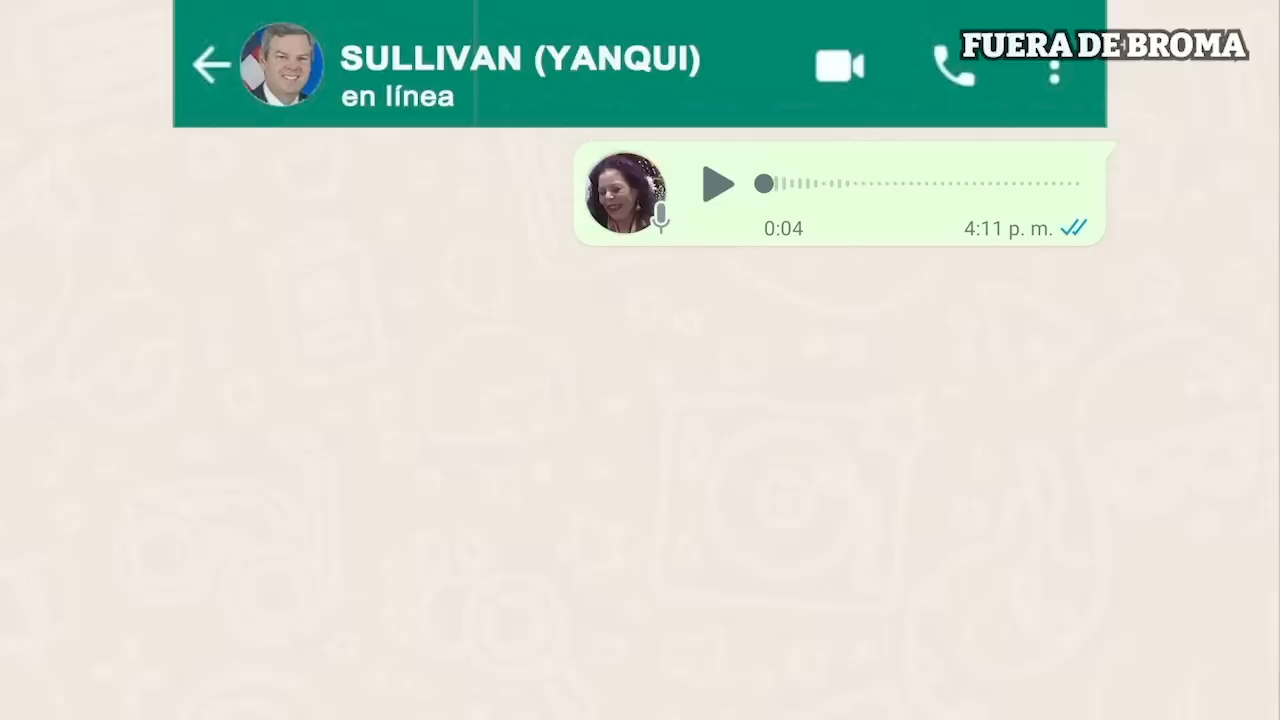 FUERA DE BROMA
SULLIVAN (YANQUI)
en línea
0:04
4:11 p. m.